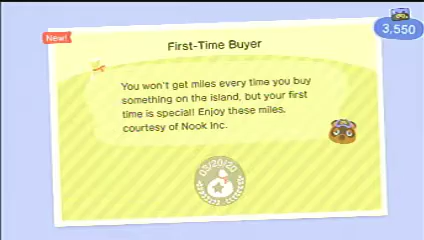 New!
3,550
First-Time Buyer
You won't get miles every time you buy
something on the island, but your first
time is special! Enjoy these miles,
courtesy of Nook Inc.
03/20/20